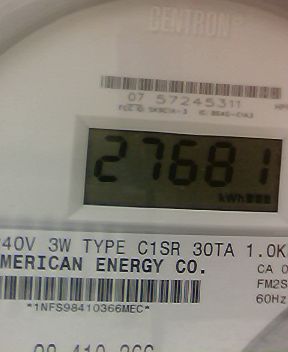 CENTRON®
07 57245311
27681
kWh
240V 3W TYPE C1SR 30TA 1.0K
MERICAN ENERGY CO.
CA 0
FM2S
60Hz
*1NFS98410366MEC*